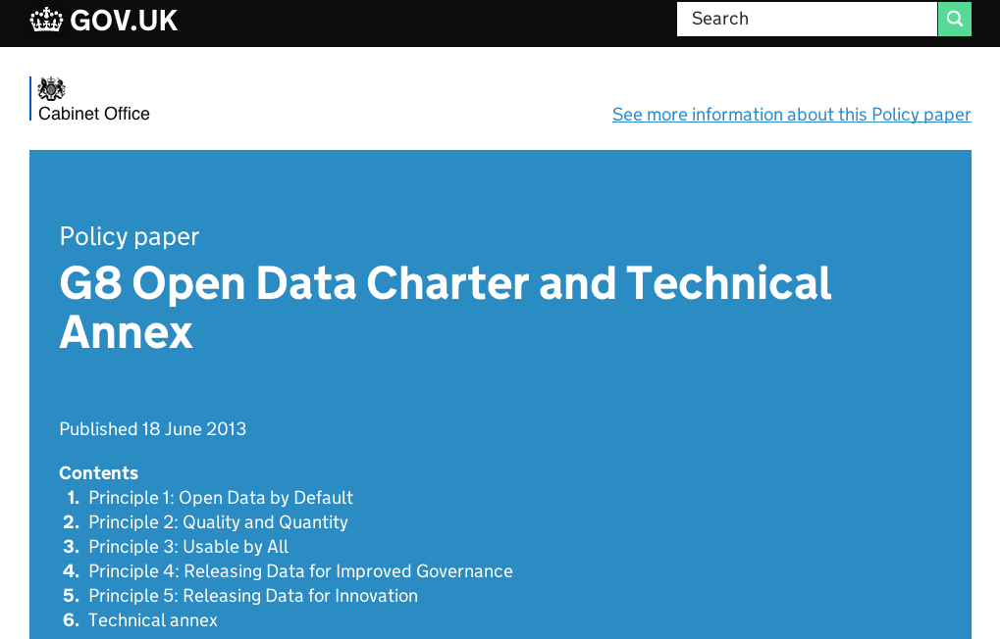 GOV.UK
Search
Cabinet Office
See more information about this Policy paper
Policy paper
G8 Open Data Charter and Technical
Annex
Published 18 June 2013
Contents
1. Principle 1: Open Data by Default
2. Principle 2: Quality and Quantity
3. Principle 3: Usable by All
4. Principle 4: Releasing Data for Improved Governance
5. Principle 5: Releasing Data for Innovation
6. Technical annex